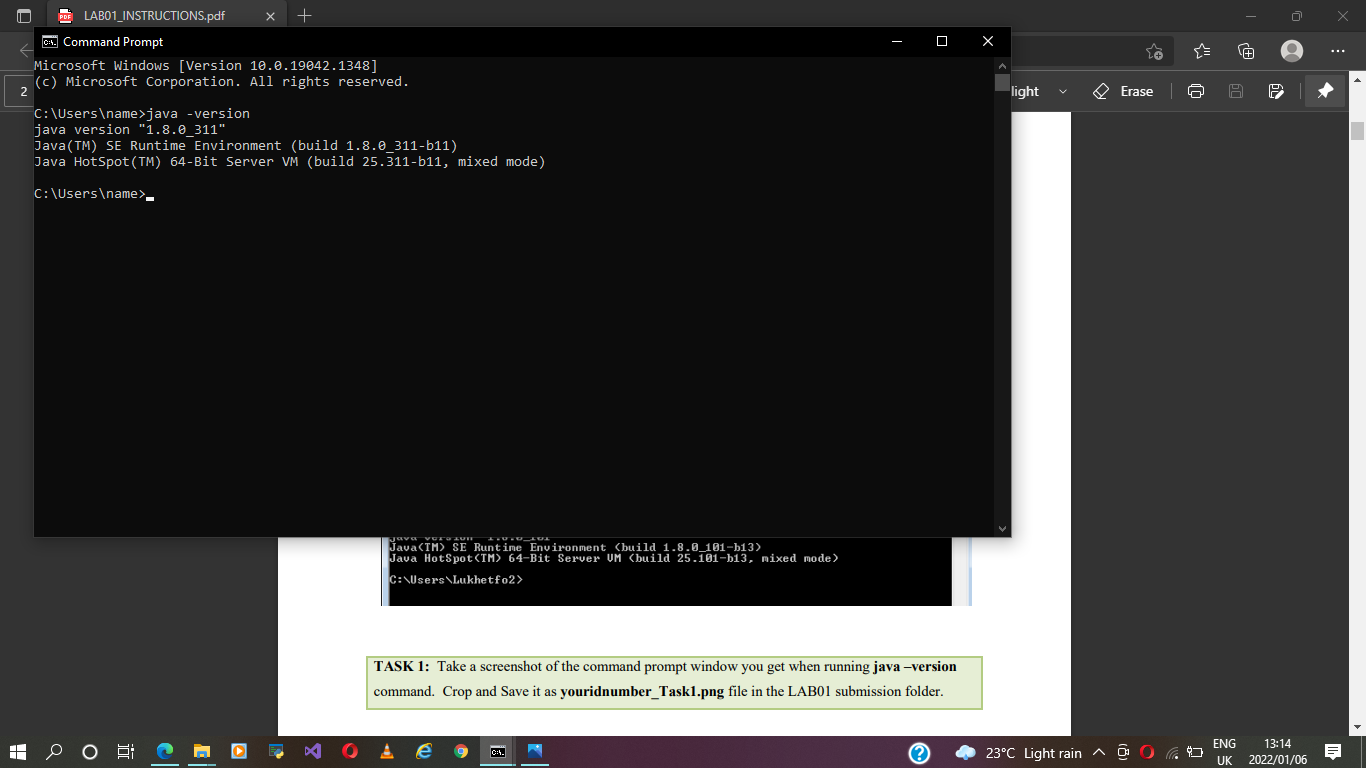 LAB01_INSTRUCTIONS.pdf
Command Prompt
Microsoft Windows [Version 10.0.19042.1348]
(c) Microsoft Corporation. All rights reserved.
2
light
Erase
C:\Users\name>java -version
java version "1.8.0_311"
Java(TM) SE Runtime Environment (build 1.8.0_311-b11)
Java HotSpot(TM) 64-Bit Server VM (build 25.311-b11, mixed mode)
C:\Users\name>
Java(TM) SE Runtime Environment (build 1.8.0_101-b13)
Java HotSpot(TM) 64-Bit Server VM (build 25.101-b13, mixed mode)
C:\Users\Lukhetfo2>
TASK 1: Take a screenshot of the command prompt window you get when running java –version
command. Crop and Save it as youridnumber_Task1.png file in the LAB01 submission folder.
23°C Light rain
ENG
UK
13:14
2022/01/06